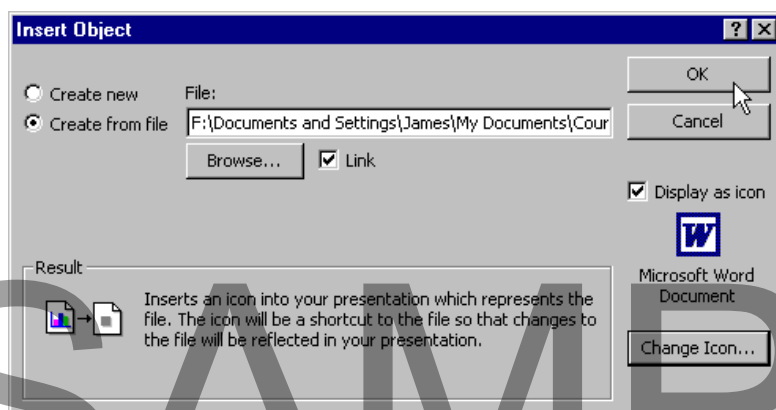 Insert Object
Create new
File:
Create from file
F:\Documents and Settings\James\My Documents\Cour
Browse...
Link
OK
Cancel
Display as icon
W
Microsoft Word
Document
Change Icon...
Result
Inserts an icon into your presentation which represents the
file. The icon will be a shortcut to the file so that changes to
the file will be reflected in your presentation.
SAMP